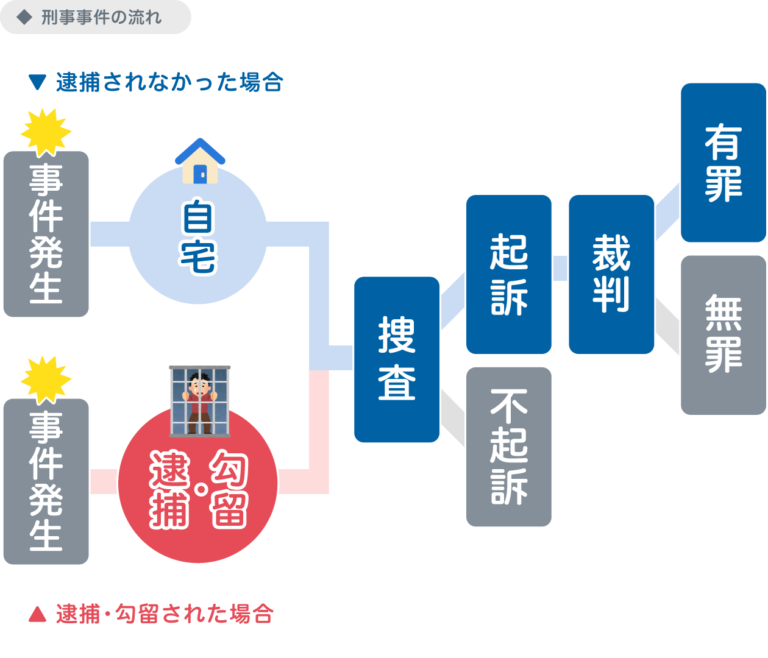 ◆ 刑事事件の流れ
▼ 逮捕されなかった場合
事件発生
自宅
事件発生
逮捕・勾留
捜査
起訴
不起訴
裁判
有罪
無罪
▲ 逮捕・勾留された場合